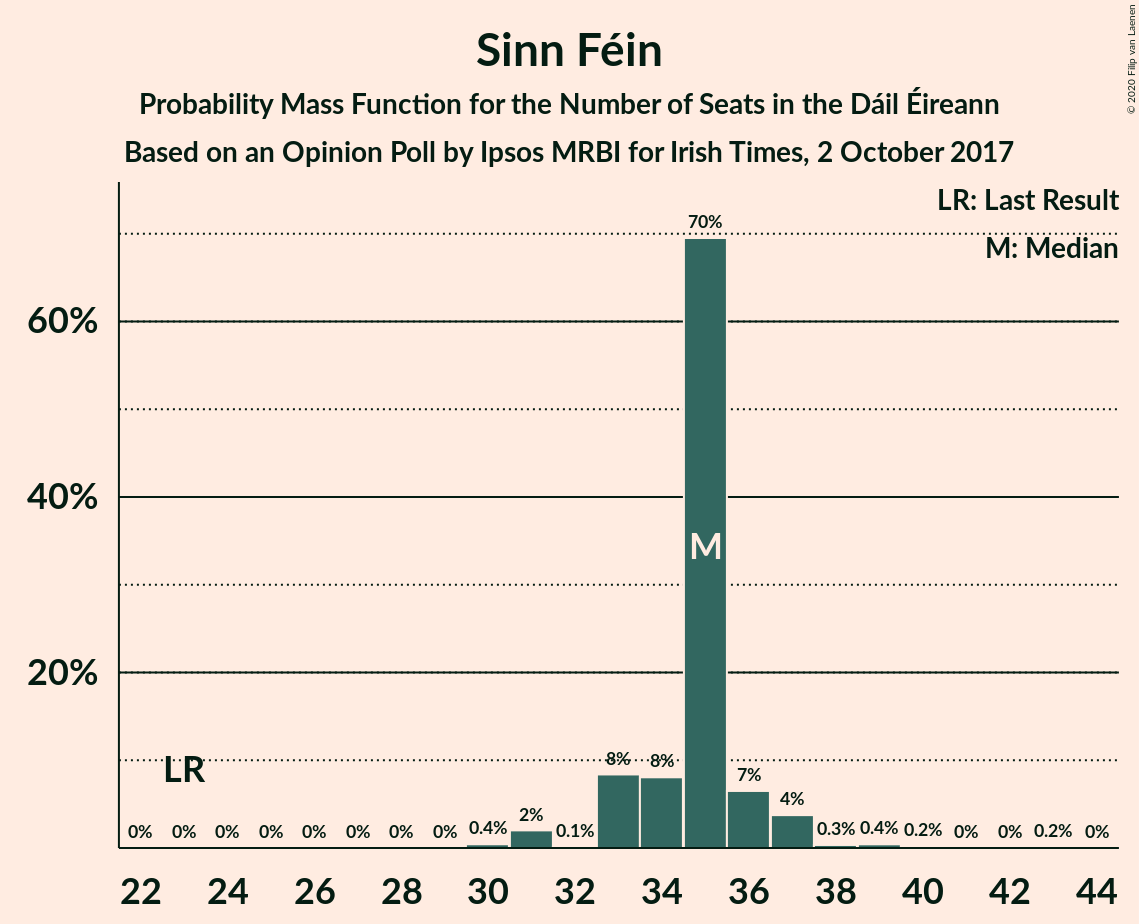 Sinn Féin
Probability Mass Function for the Number of Seats in the Dáil Éireann
Based on an Opinion Poll by Ipsos MRBI for Irish Times, 2 October 2017
© 2020 Filip van Laenen
LR: Last Result
M: Median
60%
40%
20%
LR
M
0% 0% 0% 0% 0% 0% 0% 0% 0.4% 2% 0.1% 8% 8% 70% 7% 4% 0.3% 0.4% 0.2% 0% 0% 0.2% 0%
22 24 26 28 30 32 34 36 38 40 42 44